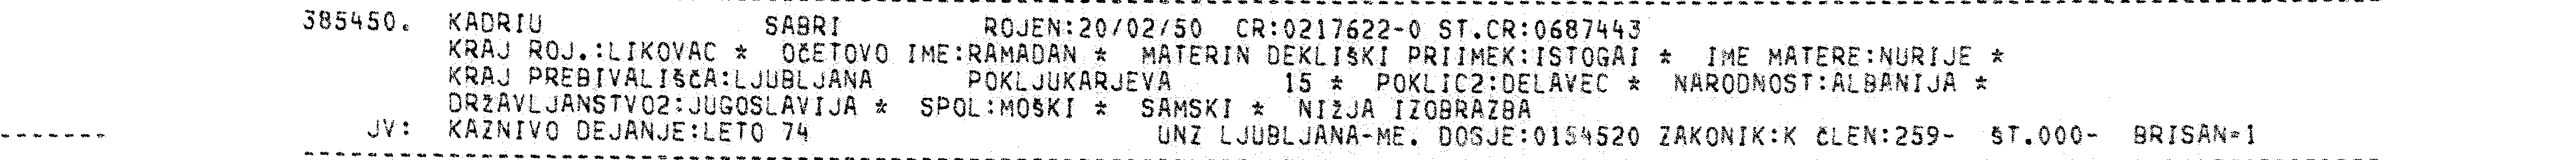 385450. KADRIU SABRI ROJEN:20/02/50 CR:0217622-0 ST.CR:0687443
KRAJ ROJ.:LIKOVAC * OČETOVO IME:RAMADAN * MATERIN DEKLIŠKI PRIIMEK:ISTOGAI * IME MATERE:NURIJE *
KRAJ PREBIVALIŠČA:LJUBLJANA POKLJUKARJEVA 15 * POKLIC2:DELAVEC * NARODNOST:ALBANIJA *
DRŽAVLJANSTVO2:JUGOSLAVIJA * SPOL:MOŠKI * SAMSKI * NIŽJA IZOBRAZBA
JV: KAZNIVO DEJANJE:LETO 74 UNZ LJUBLJANA-ME. DOSJE:0154520 ZAKONIK:K ČLEN:259- ŠT.000- BRISAN=1